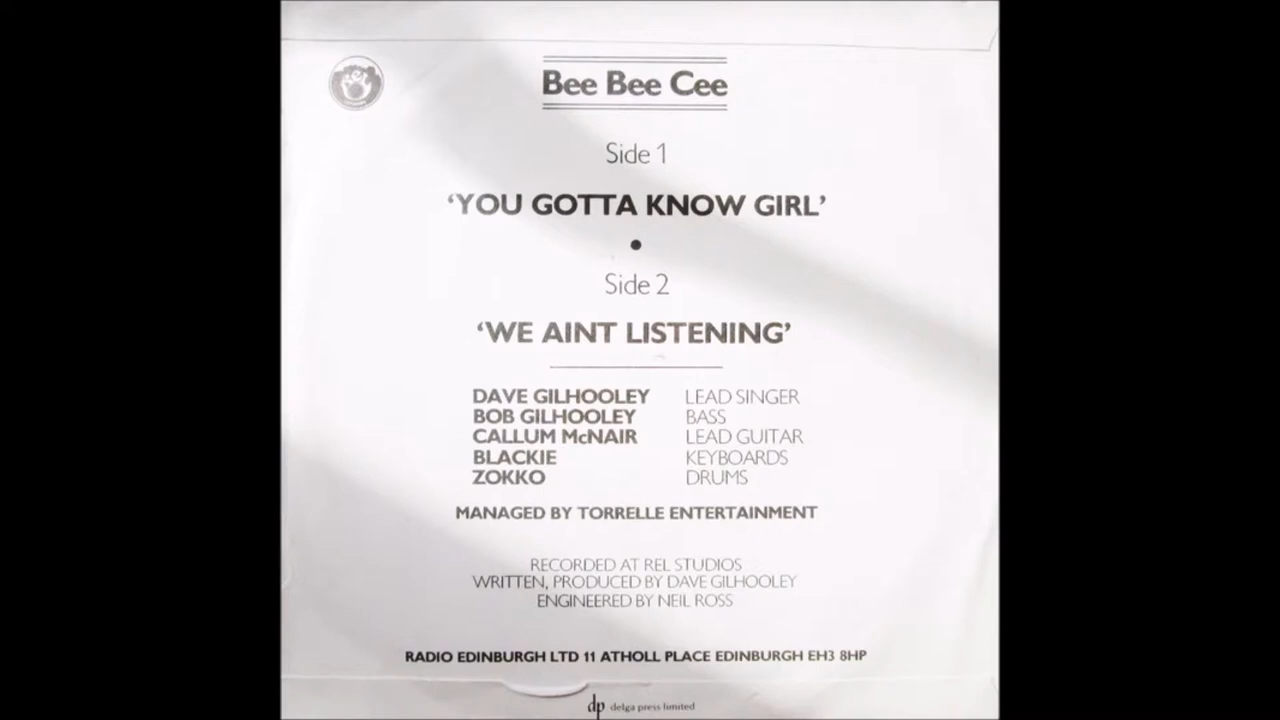 REL
Bee Bee Cee
Side 1
‘YOU GOTTA KNOW GIRL’
•
Side 2
‘WE AINT LISTENING’
DAVE GILHOOLEY LEAD SINGER
BOB GILHOOLEY BASS
CALLUM McNAIR LEAD GUITAR
BLACKIE KEYBOARDS
ZOKKO DRUMS
MANAGED BY TORRELLE ENTERTAINMENT
RECORDED AT REL STUDIOS
WRITTEN, PRODUCED BY DAVE GILHOOLEY
ENGINEERED BY NEIL ROSS
RADIO EDINBURGH LTD 11 ATHOLL PLACE EDINBURGH EH3 8HP
dp delga press limited